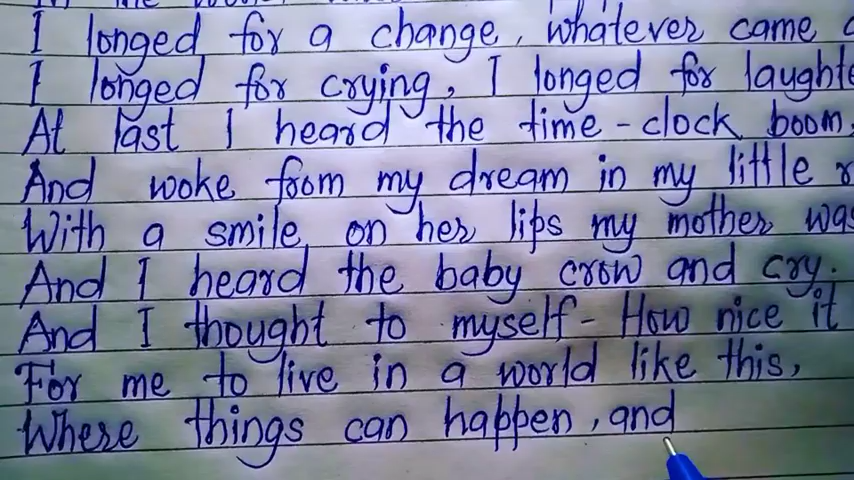 I longed for a change, whatever came
I longed for crying, I longed for laughte
At last I heard the time-clock boom,
And woke from my dream in my little r
With a smile on her lips my mother was
And I heard the baby crow and cry.
And I thought to myself- How nice it
For me to live in a world like this,
Where things can happen, and